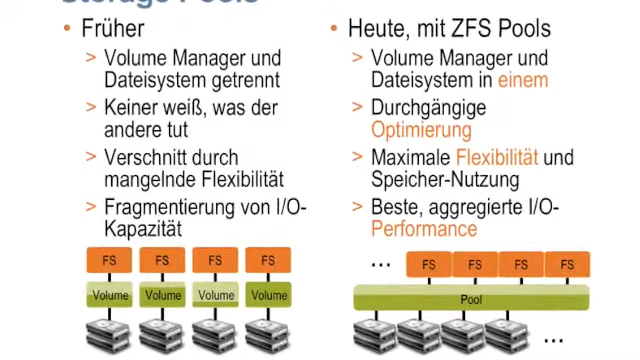 Storage Pools
• Früher
> Volume Manager und
Dateisystem getrennt
> Keiner weiß, was der
andere tut
> Verschnitt durch
mangelnde Flexibilität
> Fragmentierung von I/O-
Kapazität
FS FS FS FS
Volume Volume Volume Volume
• Heute, mit ZFS Pools
> Volume Manager und
Dateisystem in einem
> Durchgängige
Optimierung
> Maximale Flexibilität und
Speicher-Nutzung
> Beste, aggregierte I/O-
Performance
... FS FS FS FS
Pool
...